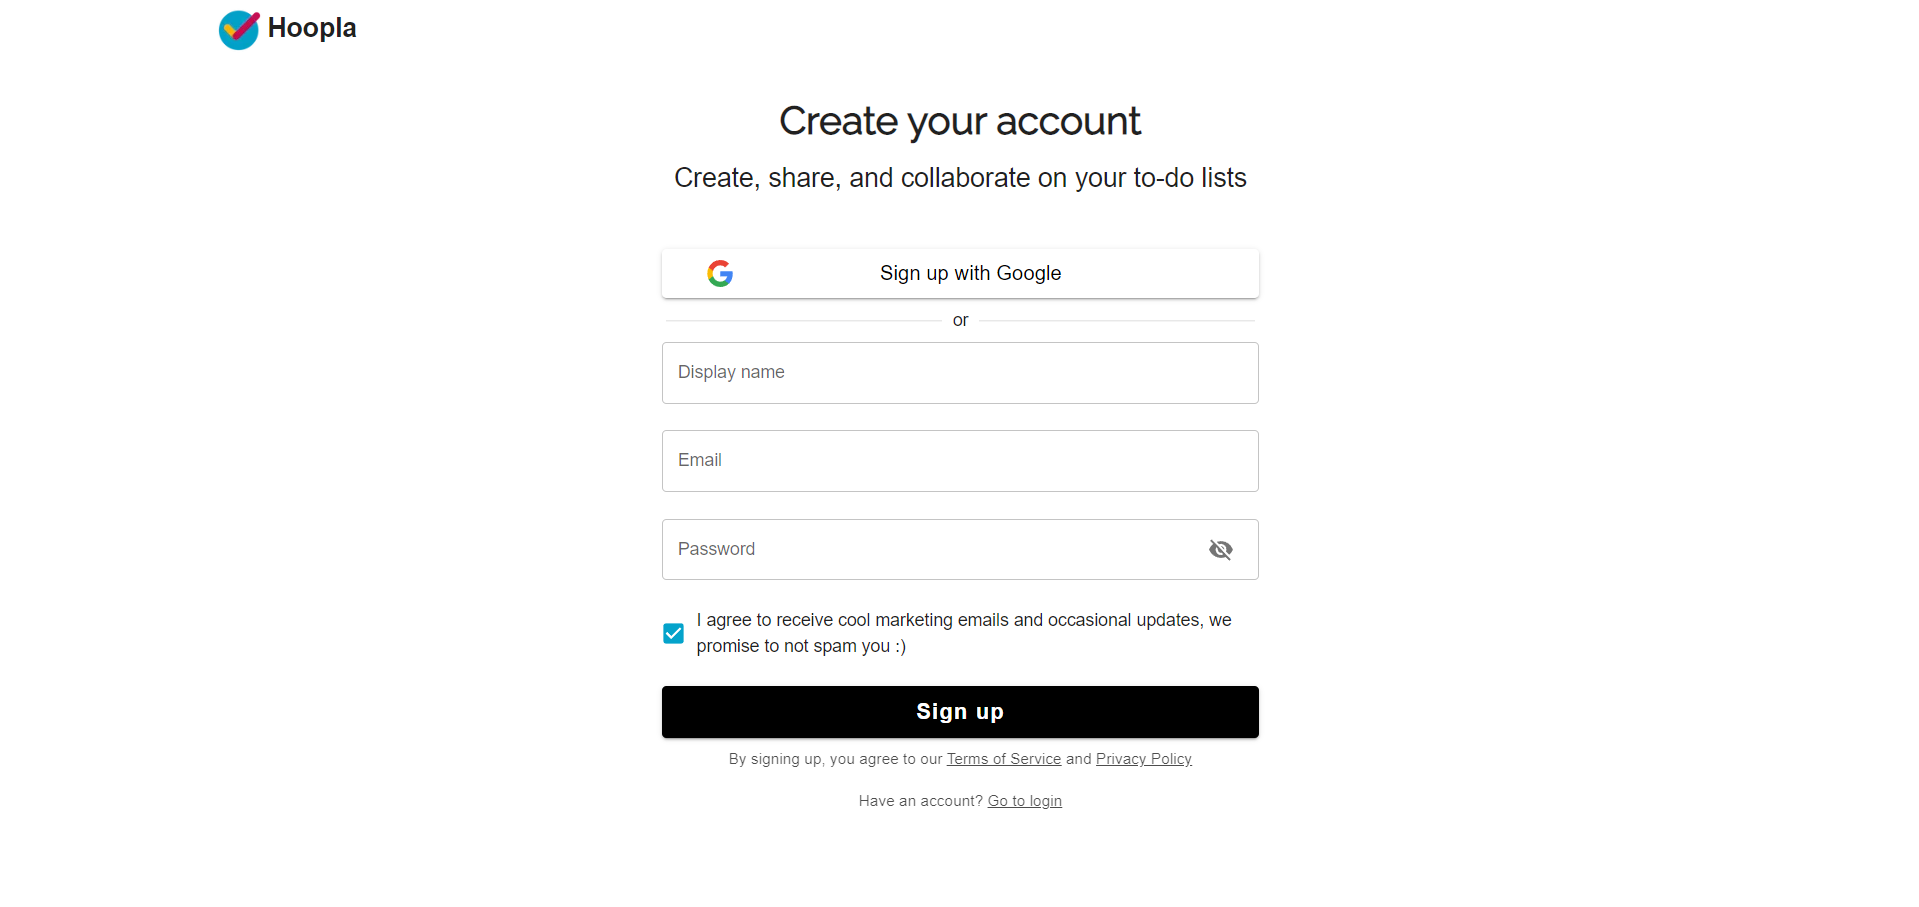 Hoopla
Create your account
Create, share, and collaborate on your to-do lists
Sign up with Google
or
Display name
Email
Password
I agree to receive cool marketing emails and occasional updates, we
promise to not spam you :)
Sign up
By signing up, you agree to our Terms of Service and Privacy Policy
Have an account? Go to login